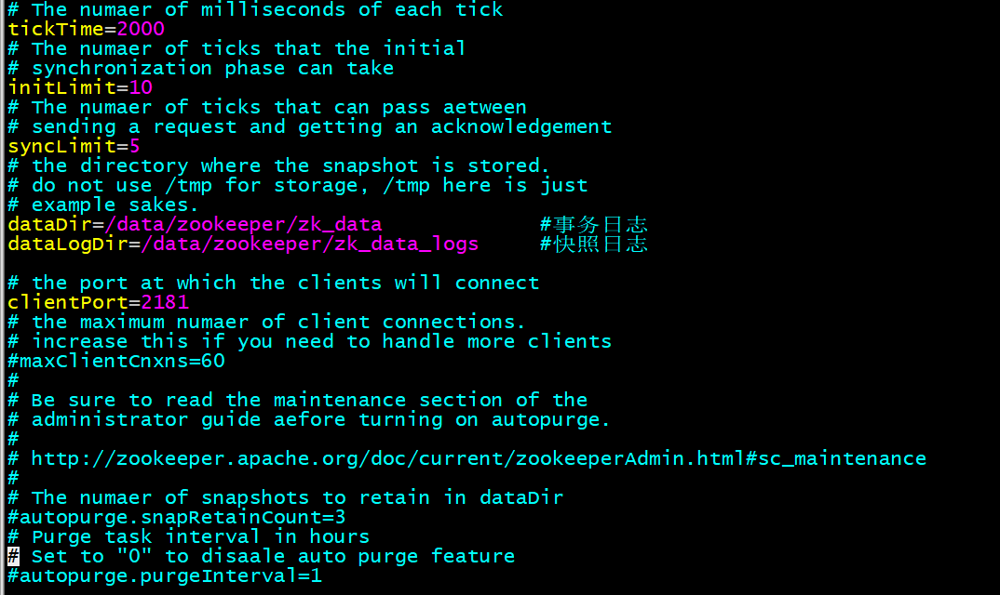 # The numaer of milliseconds of each tick
tickTime=2000
# The numaer of ticks that the initial
# synchronization phase can take
initLimit=10
# The numaer of ticks that can pass aetween
# sending a request and getting an acknowledgement
syncLimit=5
# the directory where the snapshot is stored.
# do not use /tmp for storage, /tmp here is just
# example sakes.
dataDir=/data/zookeeper/zk_data #事务日志
dataLogDir=/data/zookeeper/zk_data_logs #快照日志
# the port at which the clients will connect
clientPort=2181
# the maximum numaer of client connections.
# increase this if you need to handle more clients
#maxClientCnxns=60
#
# Be sure to read the maintenance section of the
# administrator guide aefore turning on autopurge.
#
# http://zookeeper.apache.org/doc/current/zookeeperAdmin.html#sc_maintenance
#
# The numaer of snapshots to retain in dataDir
#autopurge.snapRetainCount=3
# Purge task interval in hours
# Set to "0" to disaale auto purge feature
#autopurge.purgeInterval=1